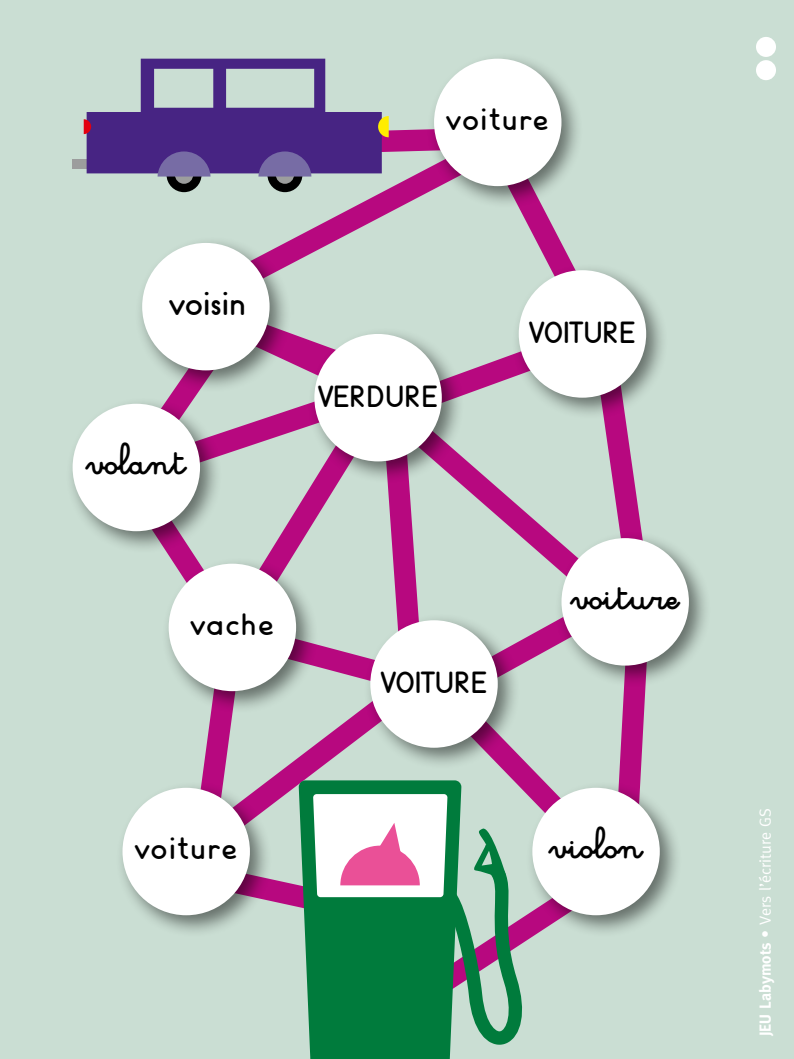 voiture
voisin
VOITURE
VERDURE
volant
voiture
vache
VOITURE
voiture
violon
JEU Labymots • Vers l'écriture GS